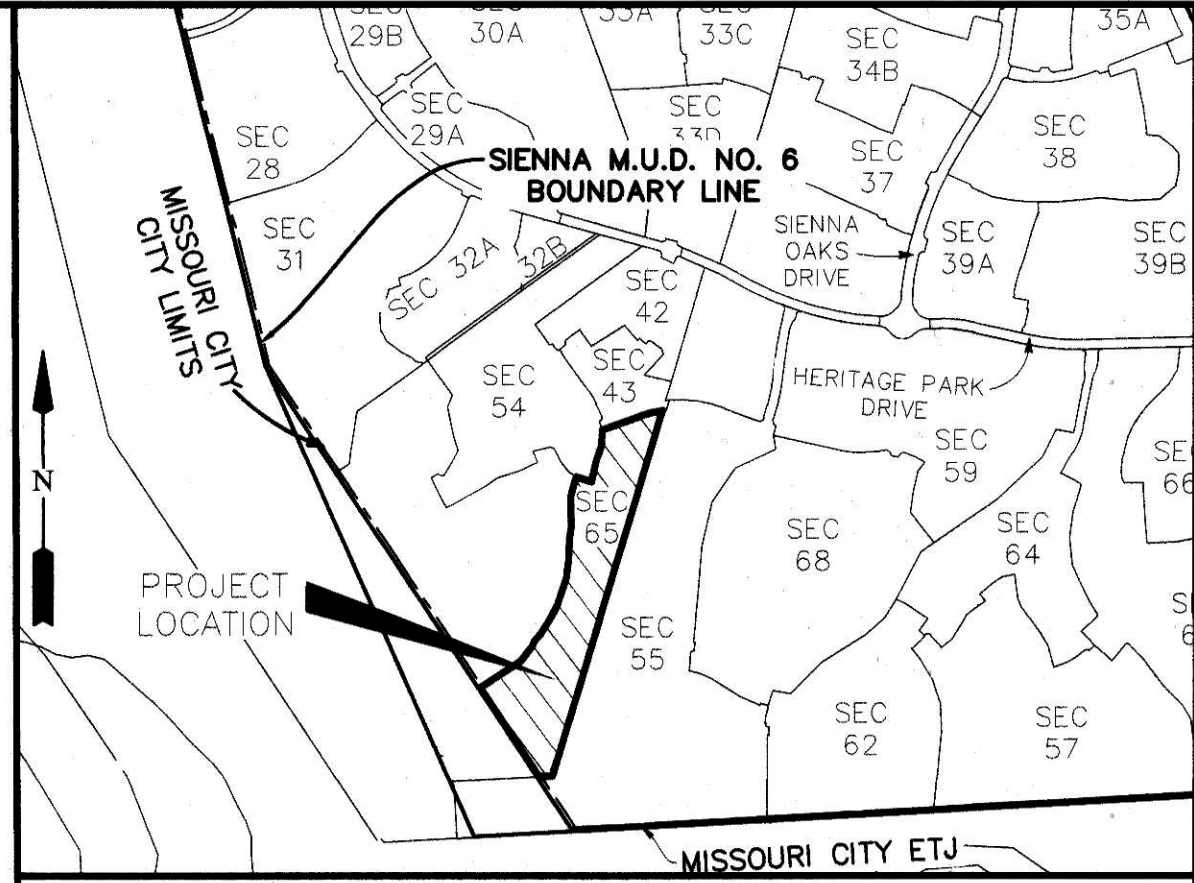 SEC
29B
SEC
30A
33A
SEC
33C
SEC
34B
35A
SEC
28
SEC
29A
SEC
33D
SEC
37
SEC
38
SIENNA M.U.D. NO. 6
BOUNDARY LINE
MISSOURI CITY
CITY LIMITS
SEC
31
SEC 32A
32B
SIENNA
OAKS
DRIVE
SEC
39A
SEC
39B
SEC
42
SEC
43
SEC
54
HERITAGE PARK
DRIVE
SEC
59
SEC
66
N
SEC
65
SEC
68
SEC
64
PROJECT
LOCATION
SEC
55
SEC
62
SEC
57
MISSOURI CITY ETJ